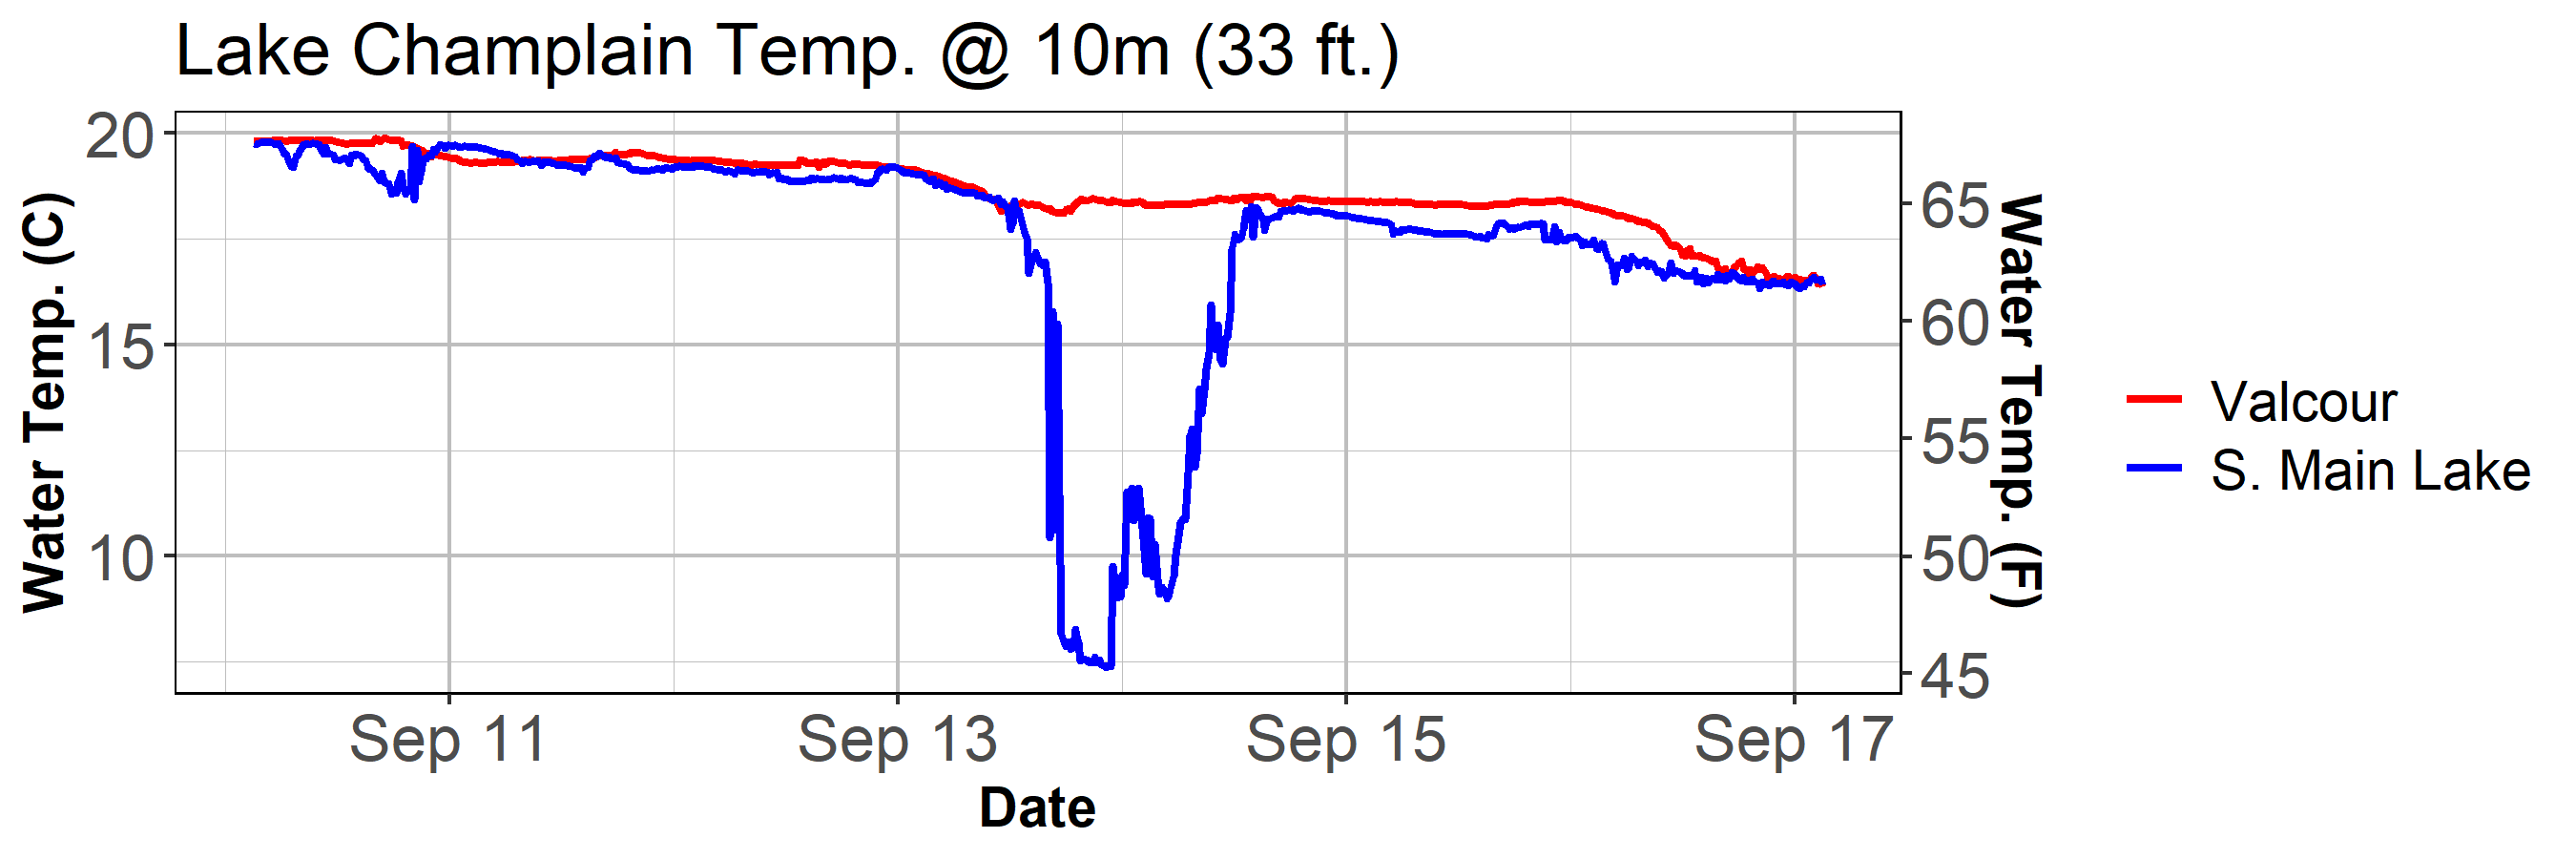 Lake Champlain Temp. @ 10m (33 ft.)
Water Temp. (C)
20
15
10
65
60
55
50
45
Water Temp. (F)
Sep 11
Sep 13
Sep 15
Sep 17
Date
Valcour
S. Main Lake